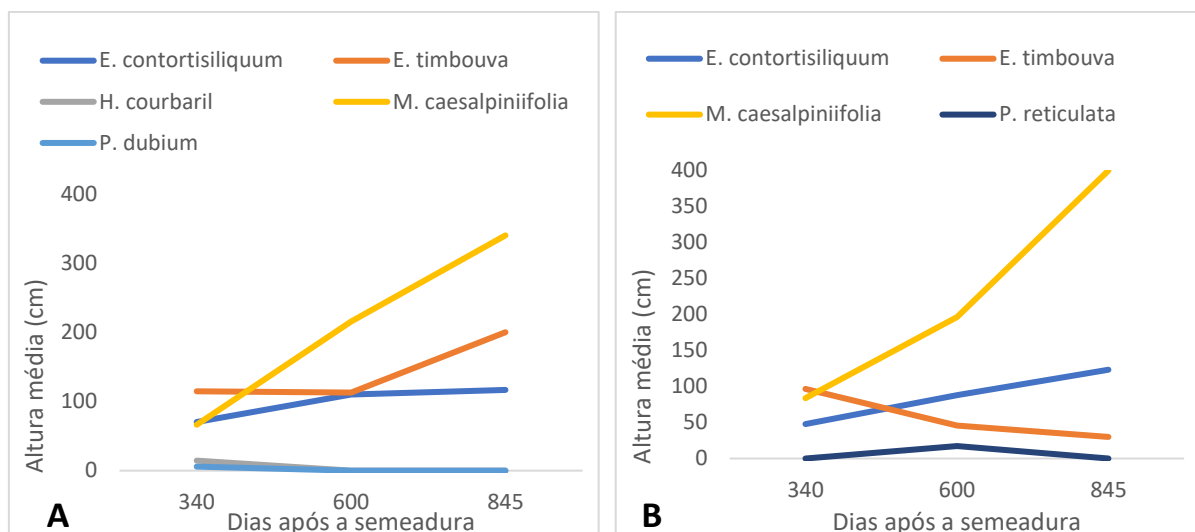 E. contortisiliquum E. timbouva
H. courbaril M. caesalpiniifolia
P. dubium
Altura média (cm)
400
300
200
100
0
340 600 845
Dias após a semeadura
A
E. contortisiliquum E. timbouva
M. caesalpiniifolia P. reticulata
Altura média (cm)
400
350
300
250
200
150
100
50
0
340 600 845
Dias após a semeadura
B